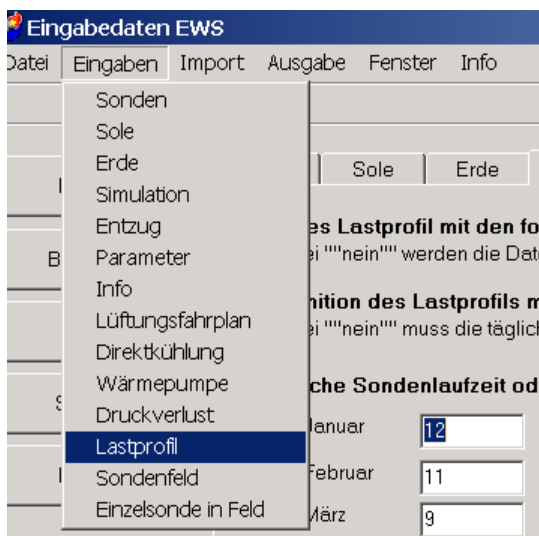 Eingabedaten EWS
Datei Eingaben Import Ausgabe Fenster Info
Sonden
Sole
Erde
Simulation
Entzug
Parameter
Info
Lüftungsfahrplan
Direktkühlung
Wärmepumpe
Druckverlust
Lastprofil
Sondenfeld
Einzelsonde in Feld
Sole Erde
es Lastprofil mit den fo
ei ""nein"" werden die Dat
nition des Lastprofils m
ei ""nein"" muss die täglich
che Sondenlaufzeit od
Januar 12
Februar 11
März 9